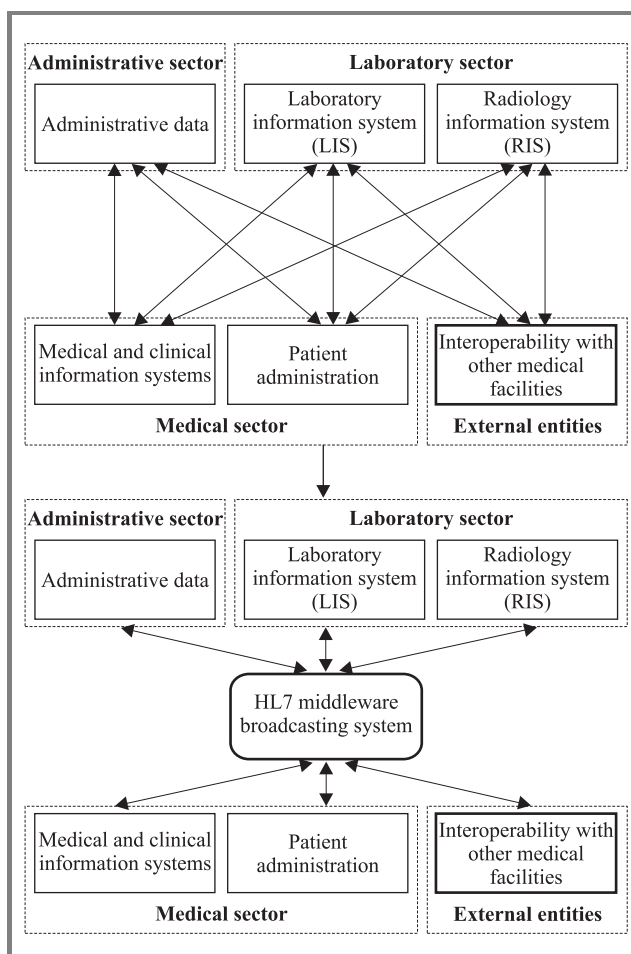 Administrative sector
Laboratory sector
Administrative data
Laboratory
information system
(LIS)
Radiology
information system
(RIS)
Medical and clinical
information systems
Patient
administration
Interoperability with
other medical
facilities
Medical sector
External entities
Administrative sector
Laboratory sector
Administrative data
Laboratory
information system
(LIS)
Radiology
information system
(RIS)
HL7 middleware
broadcasting system
Medical and clinical
information systems
Patient
administration
Interoperability with
other medical
facilities
Medical sector
External entities